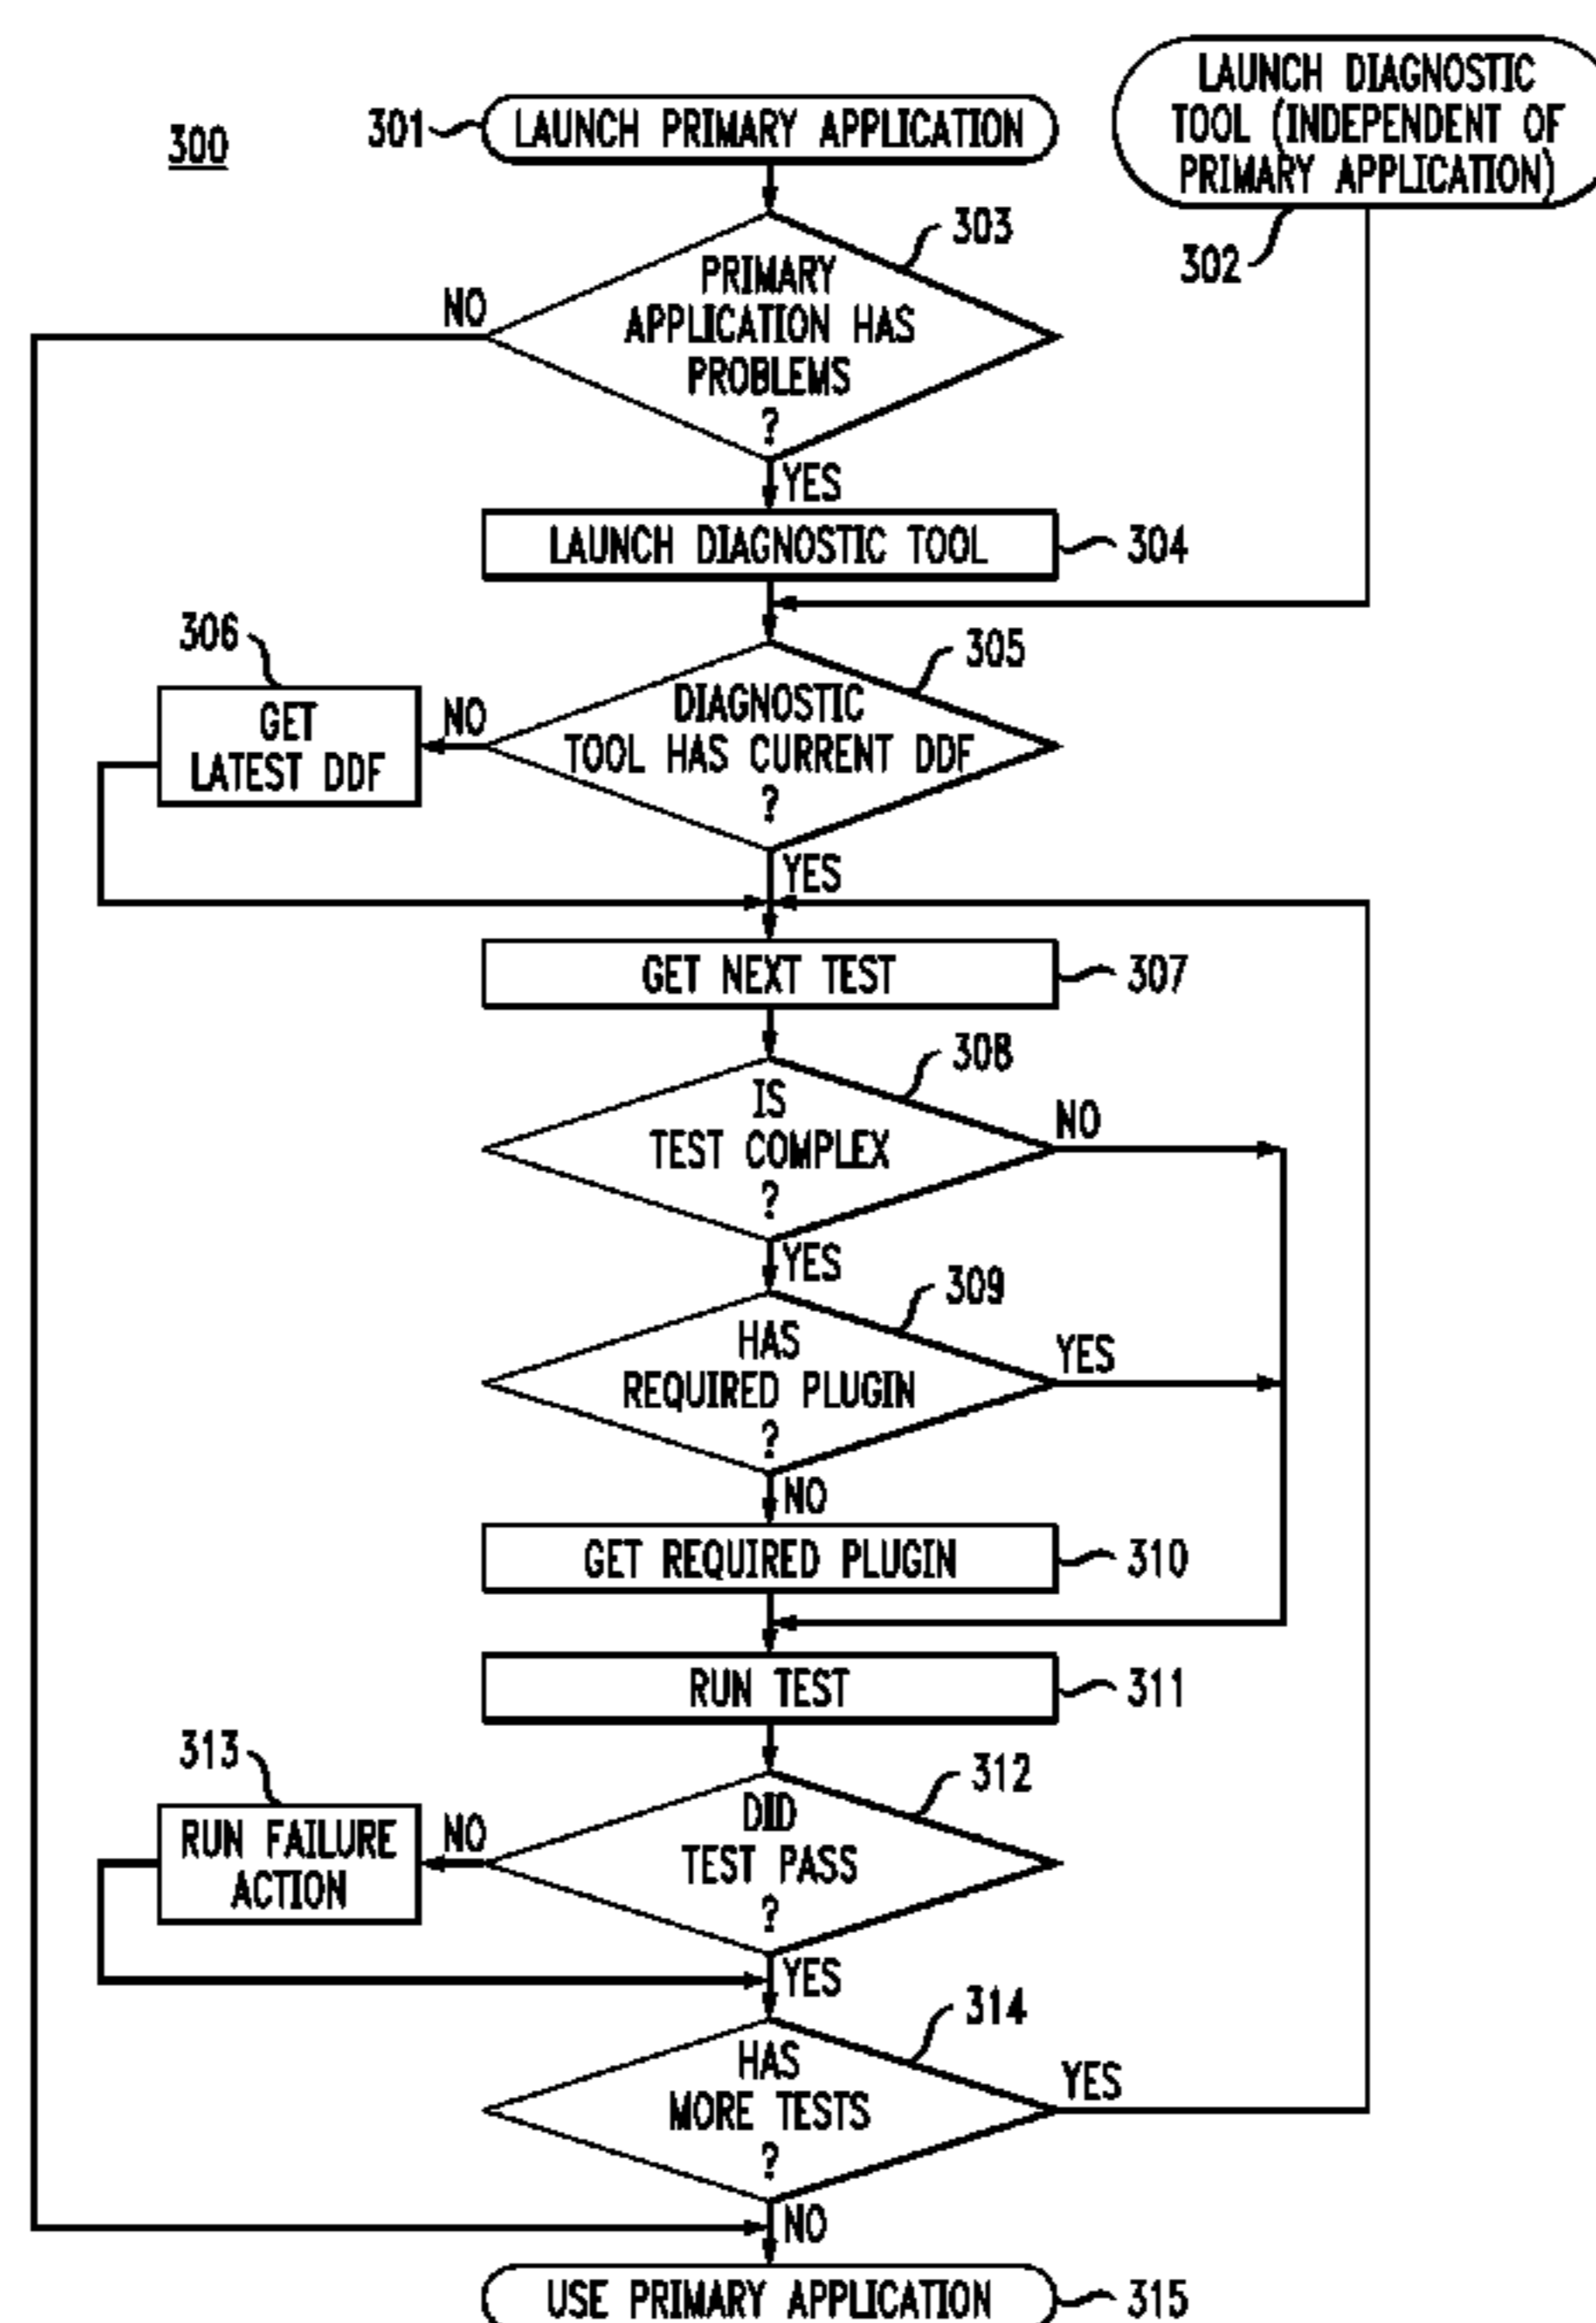 300
301
LAUNCH PRIMARY APPLICATION
LAUNCH DIAGNOSTIC
TOOL (INDEPENDENT OF
PRIMARY APPLICATION)
302
303
PRIMARY
APPLICATION HAS
PROBLEMS
?
NO
YES
LAUNCH DIAGNOSTIC TOOL
304
305
DIAGNOSTIC
TOOL HAS CURRENT DDF
?
NO
306
GET
LATEST DDF
YES
GET NEXT TEST
307
308
IS
TEST COMPLEX
?
NO
YES
309
HAS
REQUIRED PLUGIN
?
YES
NO
GET REQUIRED PLUGIN
310
RUN TEST
311
312
DID
TEST PASS
?
NO
313
RUN FAILURE
ACTION
YES
314
HAS
MORE TESTS
?
YES
NO
USE PRIMARY APPLICATION
315